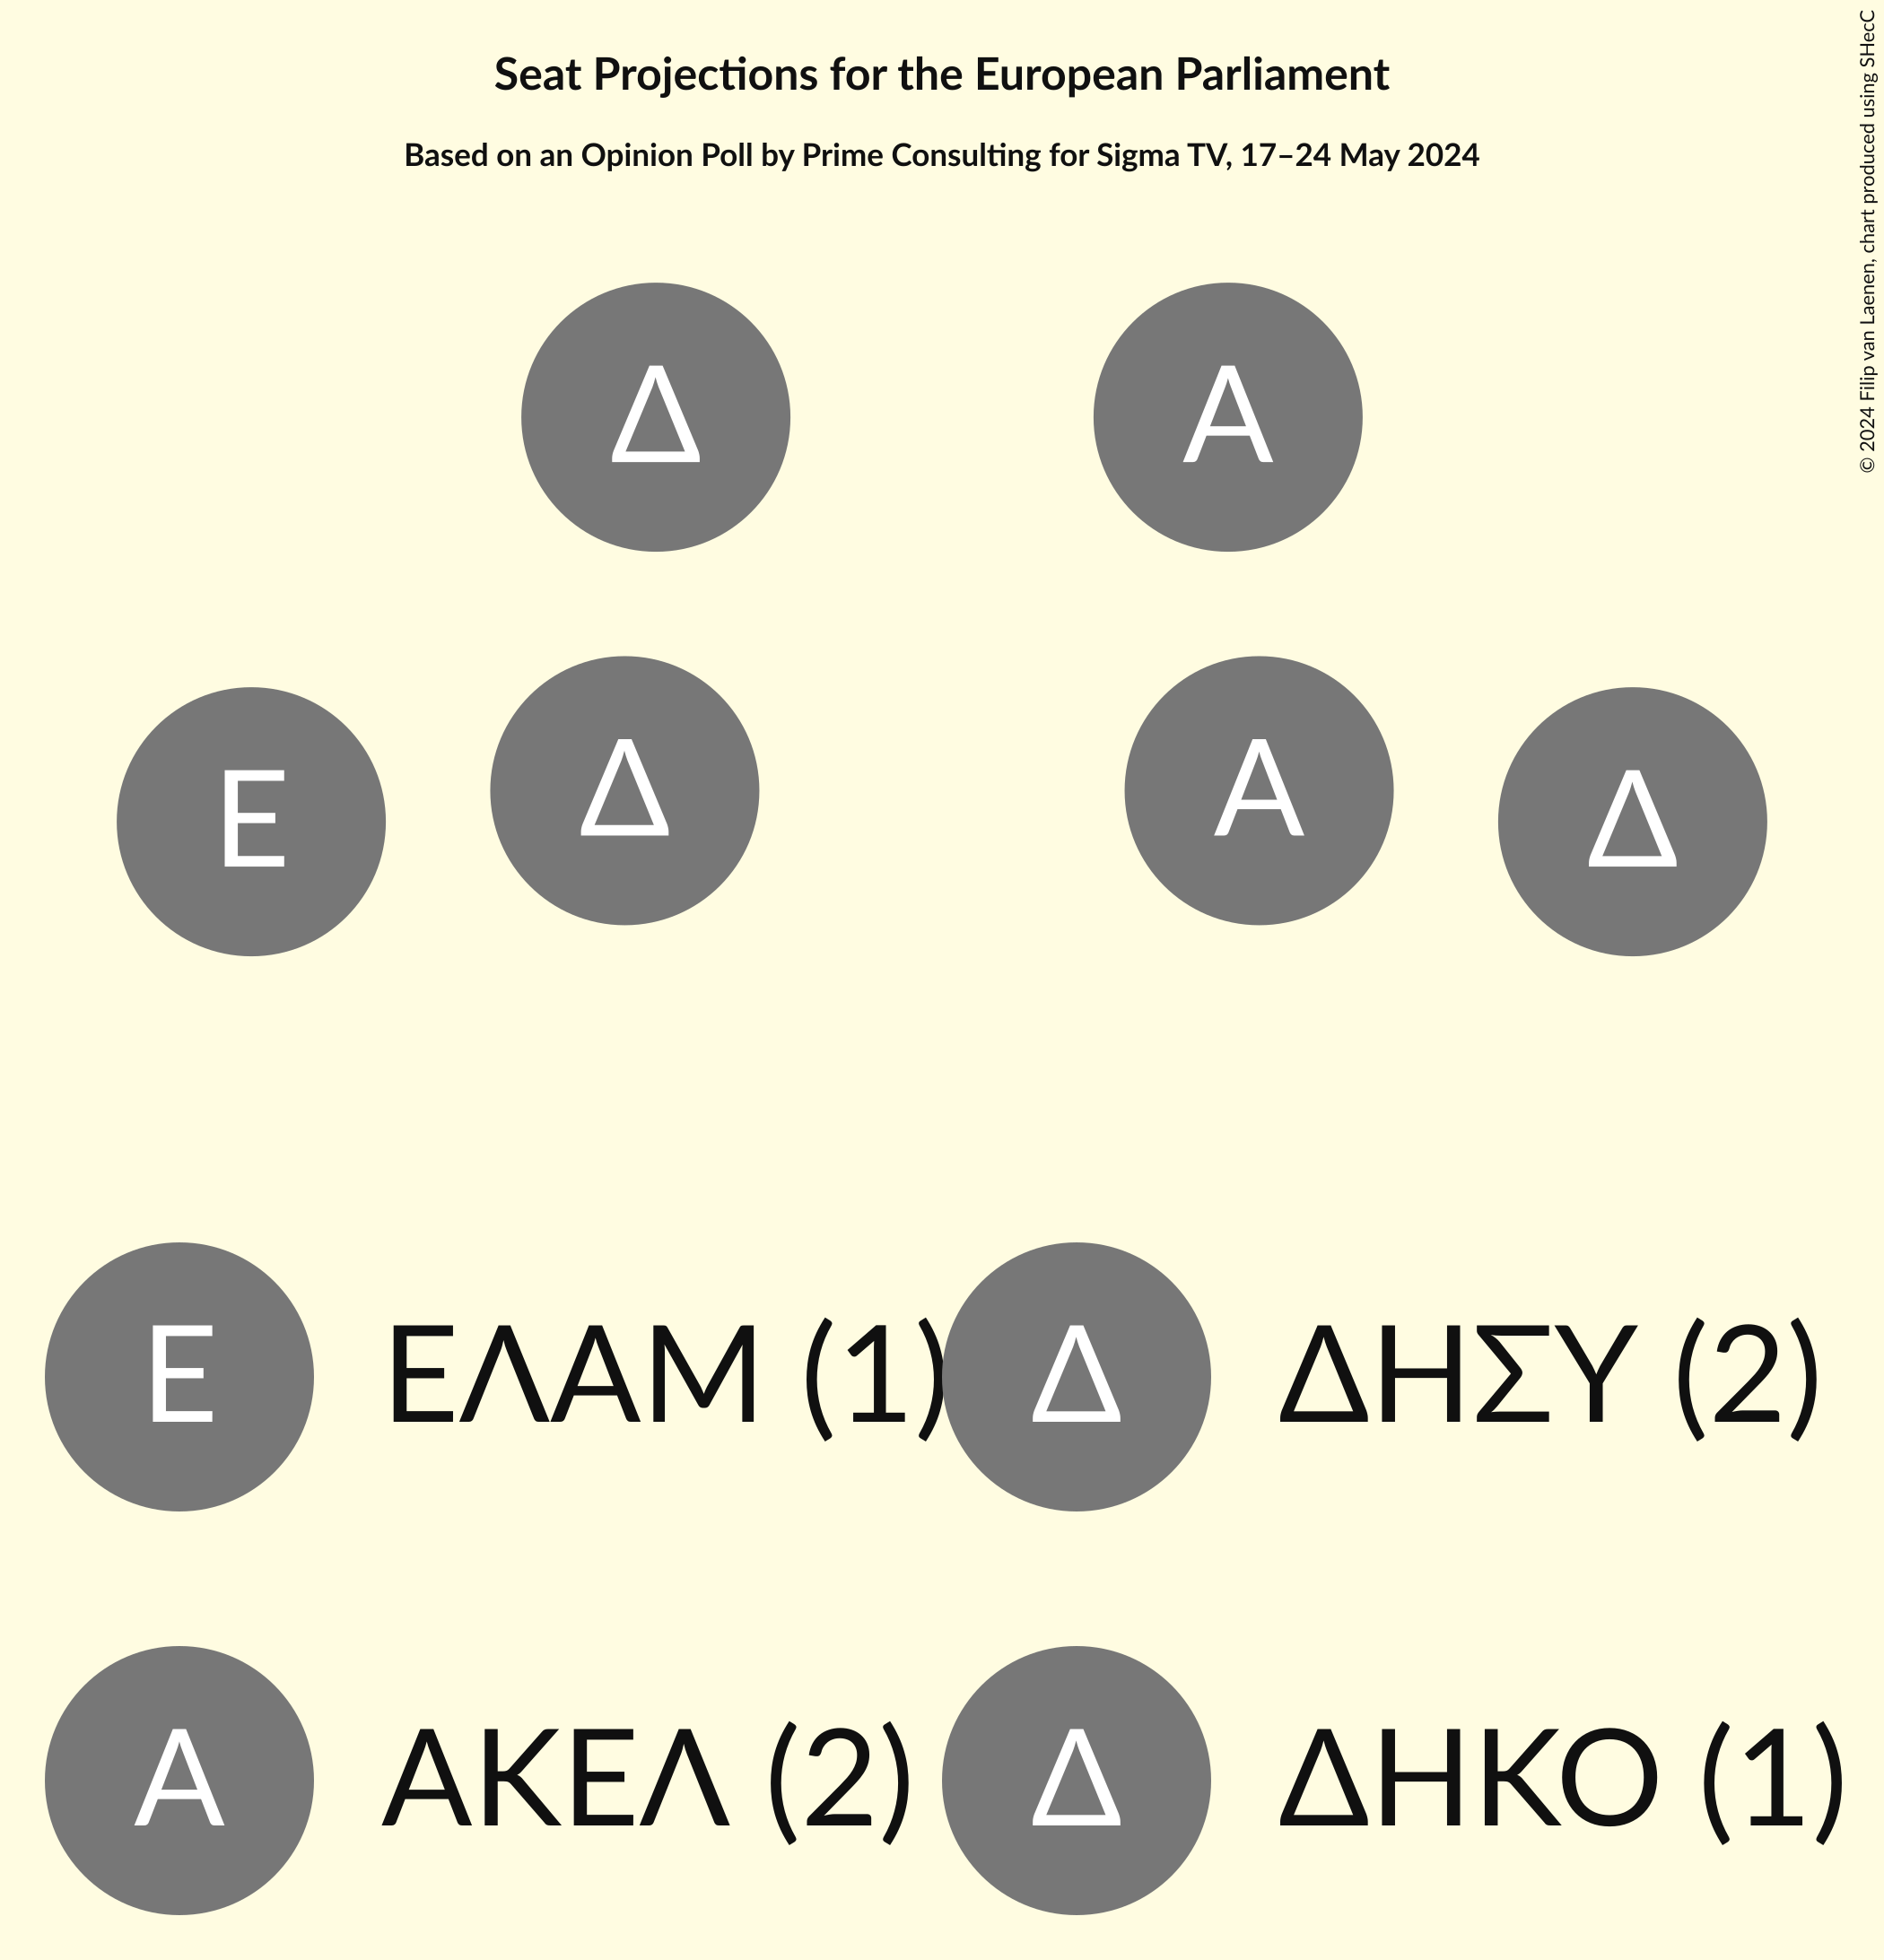 Seat Projections for the European Parliament
Based on an Opinion Poll by Prime Consulting for Sigma TV, 17–24 May 2024
© 2024 Filip van Laenen, chart produced using SHecC
Δ Α
Ε Δ Α Δ
Ε ΕΛΑΜ (1) Δ ΔΗΣΥ (2)
Α ΑΚΕΛ (2) Δ ΔΗΚΟ (1)